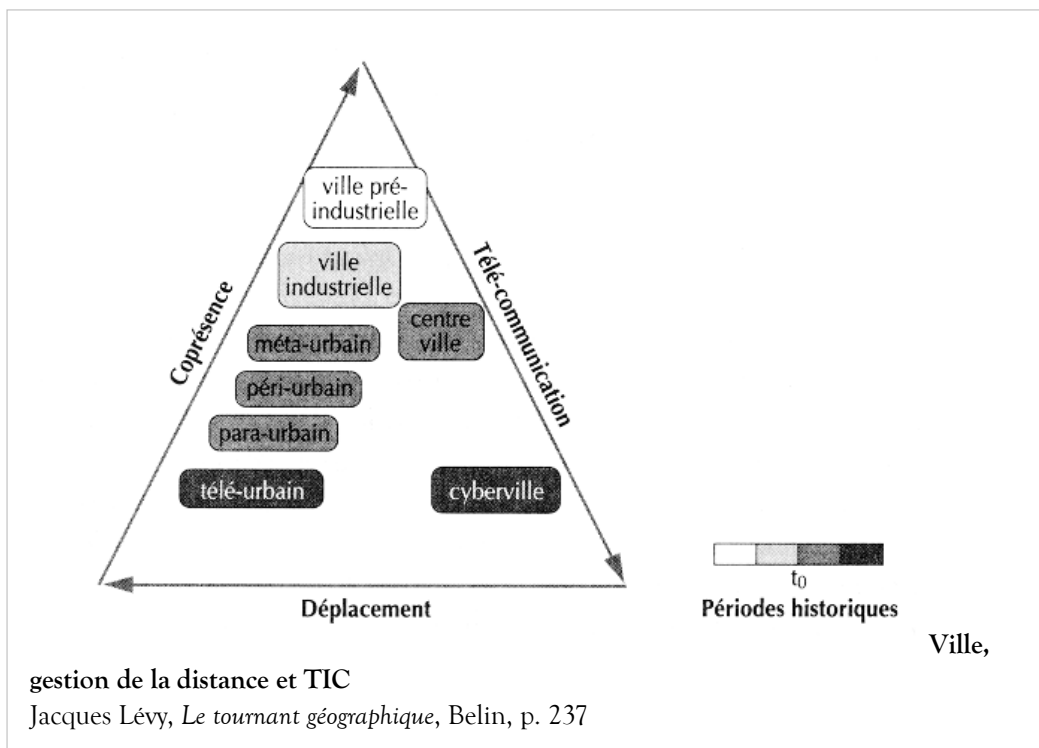 ville pré-
industrielle
ville
industrielle
centre
ville
méta-urbain
péri-urbain
para-urbain
télé-urbain
cyberville
Coprésence
Télé-communication
Déplacement
t0
Périodes historiques
Ville,
gestion de la distance et TIC
Jacques Lévy, Le tournant géographique, Belin, p. 237